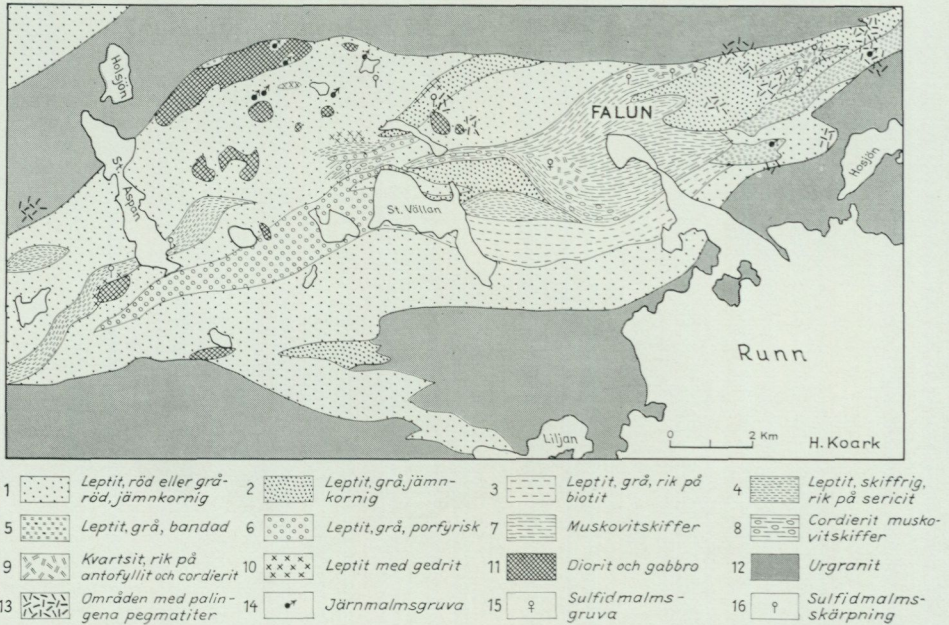 Holsjön
St. Aspan
FALUN
Hosjön
St. Vällan
Runn
Liljan
0 2 Km
H. Koark
1 Leptit, röd eller grå-
röd, jämnkornig
2 Leptit, grå, jämn-
kornig
3 Leptit, grå, rik på
biotit
4 Leptit, skiffrig,
rik på sericit
5 Leptit, grå, bandad
6 Leptit, grå, porfyrisk
7 Muskovitskiffer
8 Cordierit musko-
vitskiffer
9 Kvartsit, rik på
antofyllit och cordierit
10 Leptit med gedrit
11 Diorit och gabbro
12 Urgranit
13 Områden med palin-
gena pegmatiter
14 Järnmalmsgruva
15 Sulfidmalms-
gruva
16 Sulfidmalms-
skärpning